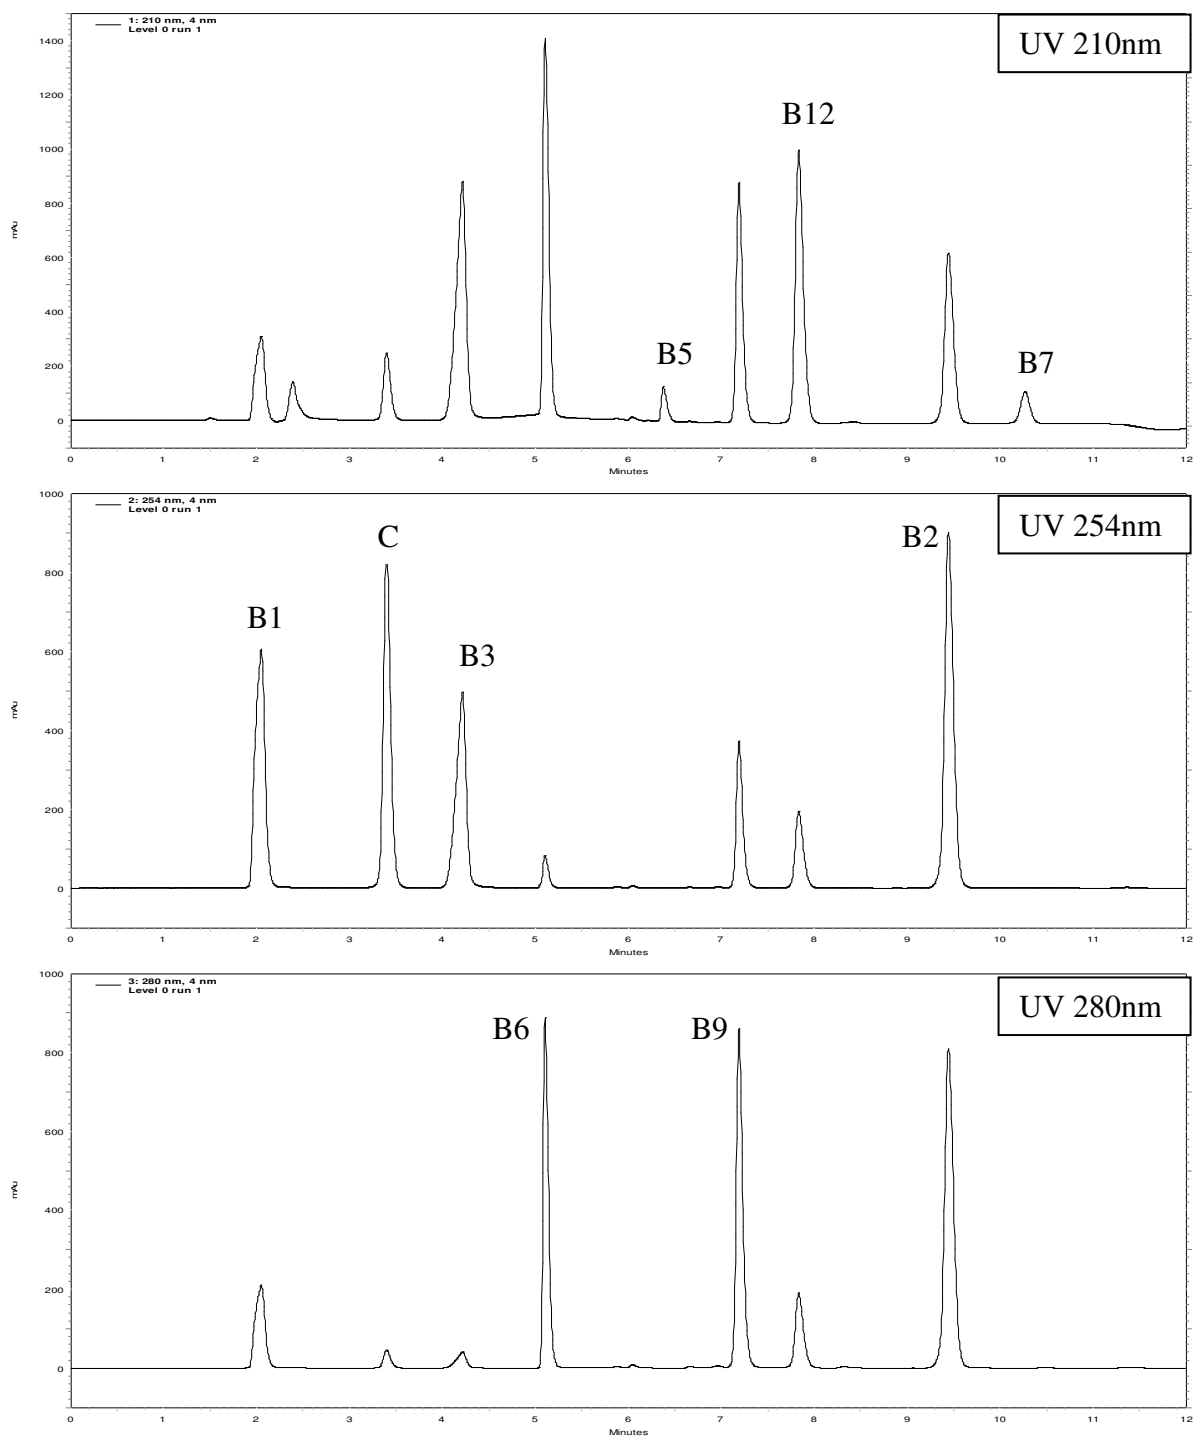 1: 210 nm, 4 nm
Level 0 run 1
UV 210nm
1400
1200
1000
800
600
400
200
0
mAu
B12
B5
B7
0 1 2 3 4 5 6 7 8 9 10 11 12
Minutes
2: 254 nm, 4 nm
Level 0 run 1
UV 254nm
1000
800
600
400
200
0
mAu
C
B2
B1
B3
0 1 2 3 4 5 6 7 8 9 10 11 12
Minutes
3: 280 nm, 4 nm
Level 0 run 1
UV 280nm
1000
800
600
400
200
0
mAu
B6
B9
0 1 2 3 4 5 6 7 8 9 10 11 12
Minutes